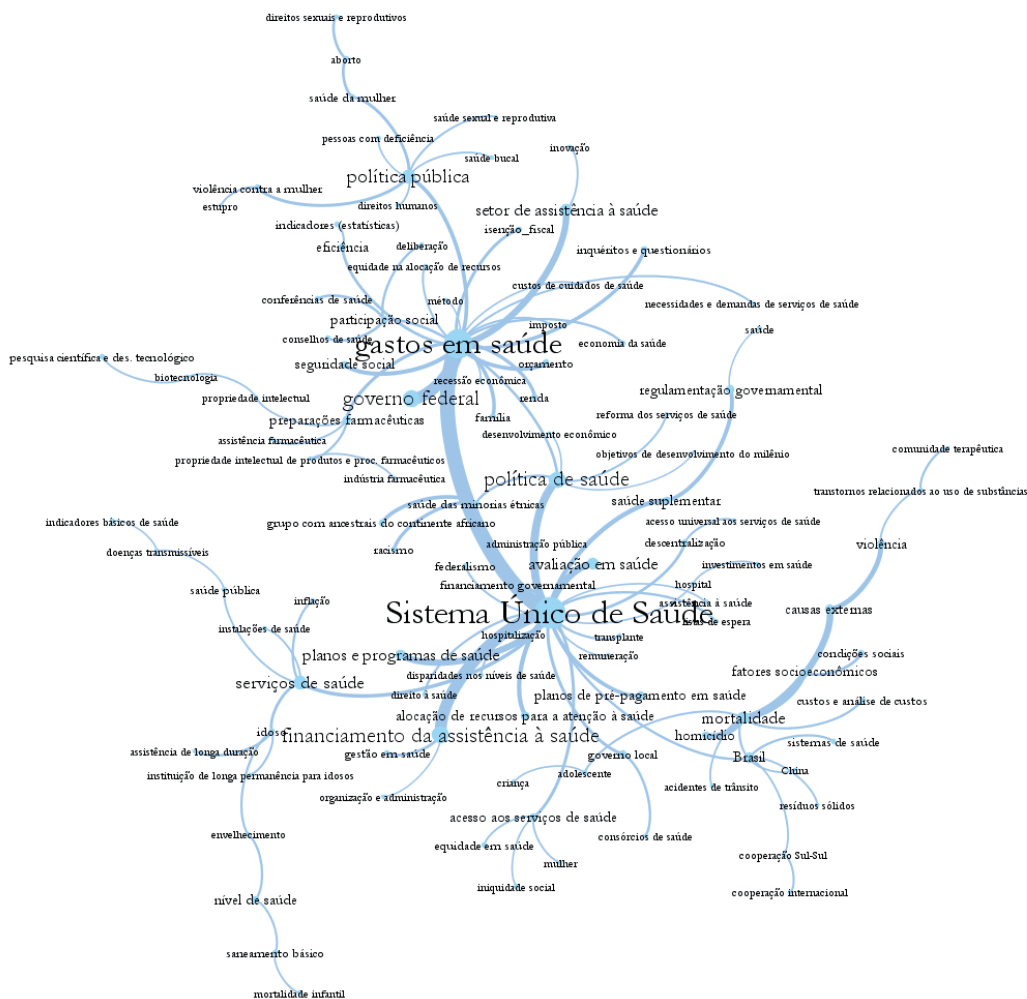 direitos sexuais e reprodutivos
aborto
saúde da mulher
saúde sexual e reprodutiva
pessoas com deficiência
inovação
saúde bucal
política pública
violência contra a mulher
estupro
direitos humanos
setor de assistência à saúde
indicadores (estatísticas)
isenção_fiscal
eficiência
deliberação
inquéritos e questionários
equidade na alocação de recursos
custos de cuidados de saúde
conferências de saúde
método
necessidades e demandas de serviços de saúde
participação social
imposto
saúde
conselhos de saúde
gastos em saúde
economia da saúde
pesquisa científica e des. tecnológico
seguridade social
orçamento
biotecnologia
recessão econômica
regulamentação governamental
propriedade intelectual
governo federal
renda
preparações farmacêuticas
família
reforma dos serviços de saúde
assistência farmacêutica
desenvolvimento econômico
comunidade terapêutica
propriedade intelectual de produtos e proc. farmacêuticos
objetivos de desenvolvimento do milênio
indústria farmacêutica
política de saúde
transtornos relacionados ao uso de substâncias
saúde das minorias étnicas
saúde suplementar
indicadores básicos de saúde
grupo com ancestrais do continente africano
acesso universal aos serviços de saúde
doenças transmissíveis
racismo
administração pública
descentralização
violência
federalismo
avaliação em saúde
investimentos em saúde
saúde pública
financiamento governamental
hospital
inflação
assistência à saúde
causas externas
Sistema Único de Saúde
listas de espera
instalações de saúde
hospitalização
transplante
planos e programas de saúde
remuneração
condições sociais
serviços de saúde
disparidades nos níveis de saúde
fatores socioeconômicos
direito à saúde
planos de pré-pagamento em saúde
custos e análise de custos
alocação de recursos para a atenção à saúde
mortalidade
idoso
financiamento da assistência à saúde
homicídio
sistemas de saúde
assistência de longa duração
gestão em saúde
governo local
Brasil
instituição de longa permanência para idosos
adolescente
China
criança
acidentes de trânsito
organização e administração
resíduos sólidos
acesso aos serviços de saúde
envelhecimento
consórcios de saúde
equidade em saúde
cooperação Sul-Sul
mulher
iniquidade social
cooperação internacional
nível de saúde
saneamento básico
mortalidade infantil